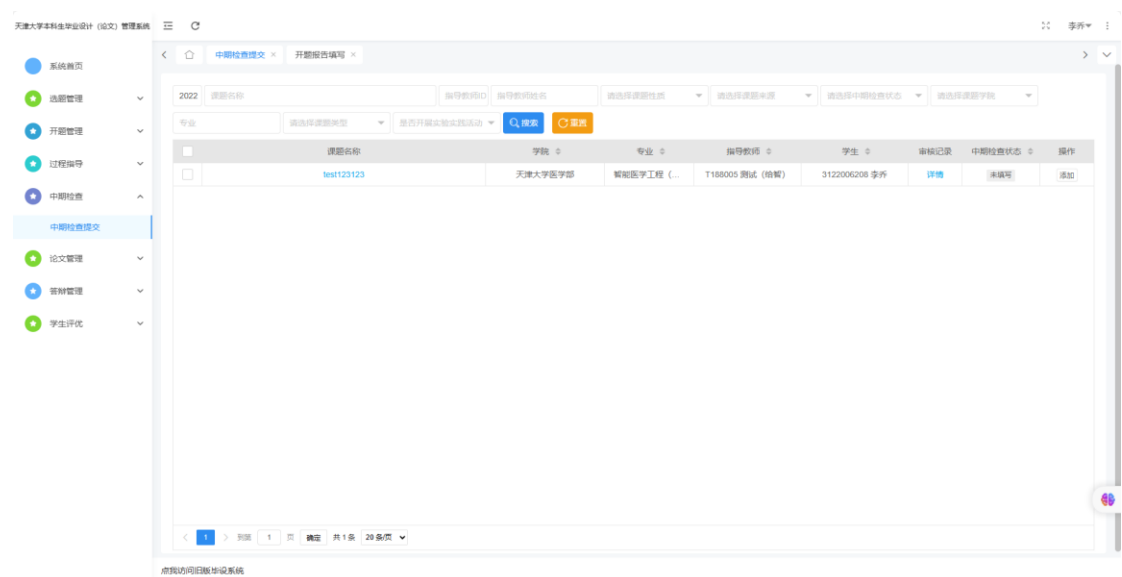 天津大学本科生毕业设计（论文）管理系统
李乔
系统首页
中期检查提交 ×
开题报告填写 ×
选题管理
2022 课题名称 指导教师ID 指导教师姓名 请选择课题性质 请选择课题来源 请选择中期检查状态 请选择课题学院
专业 请选择课题类型 是否开展实验实践活动 搜索 重置
开题管理
课题名称 学院 专业 指导教师 学生 审核记录 中期检查状态 操作
过程指导
test123123 天津大学医学部 智能医学工程（... T188005 测试（给智） 3122006208 李乔 详情 未填写 添加
中期检查
中期检查提交
论文管理
答辩管理
学生评优
1 到第 1 页 确定 共 1 条 20 条/页
点我访问旧版毕设系统